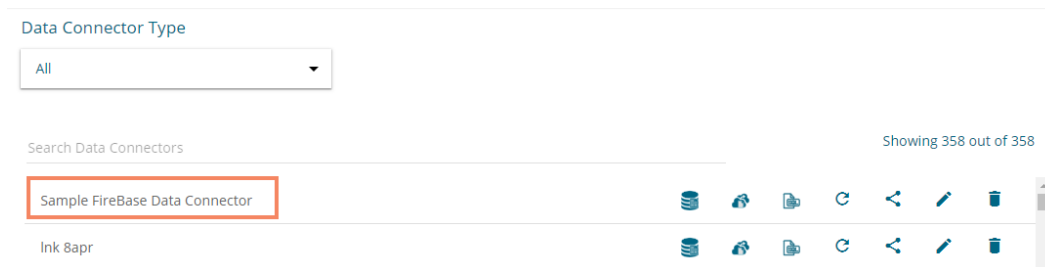 Data Connector Type
All
Search Data Connectors
Showing 358 out of 358
Sample FireBase Data Connector
lnk 8apr